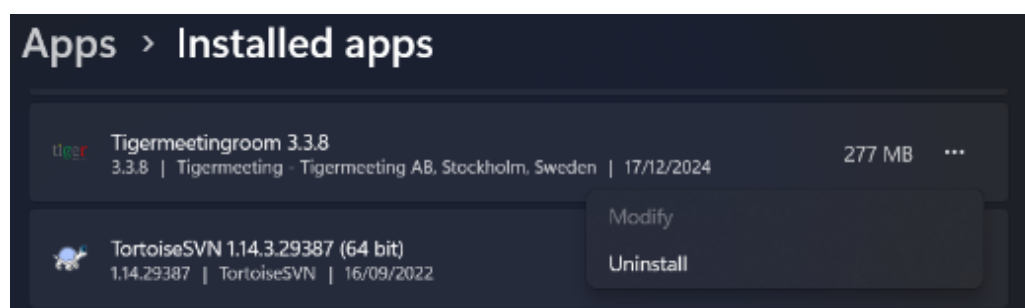 Apps > Installed apps
tiger
Tigermeetingroom 3.3.8
3.3.8 | Tigermeeting - Tigermeeting AB, Stockholm, Sweden | 17/12/2024
277 MB ...
Modify
Uninstall
TortoiseSVN 1.14.3.29387 (64 bit)
1.14.29387 | TortoiseSVN | 16/09/2022